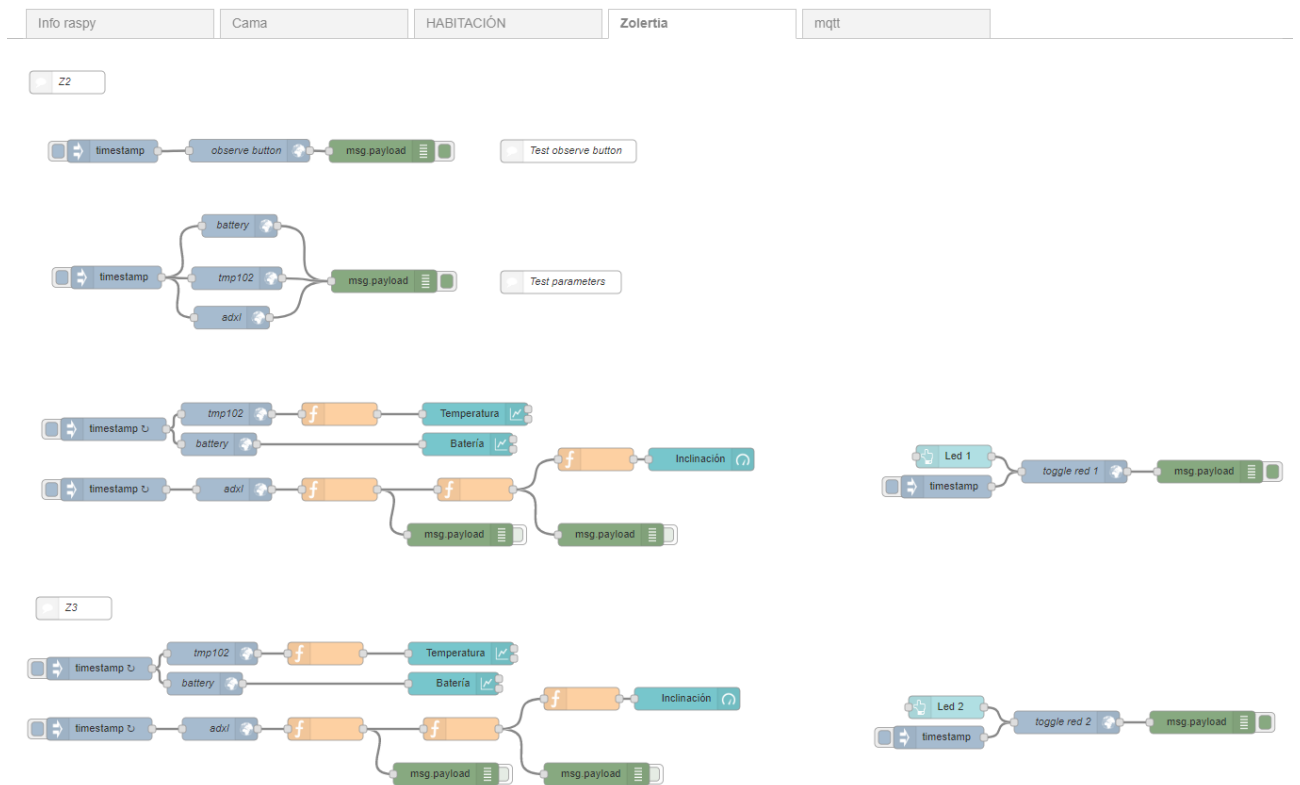 Info raspy
Cama
HABITACIÓN
Zolertia
mqtt
Z2
timestamp
observe button
msg.payload
Test observe button
battery
timestamp
tmp102
msg.payload
Test parameters
adxl
tmp102
Temperatura
timestamp ↻
battery
Batería
Inclinación
timestamp ↻
adxl
msg.payload
msg.payload
Led 1
toggle red 1
msg.payload
timestamp
Z3
tmp102
Temperatura
timestamp ↻
battery
Batería
Inclinación
timestamp ↻
adxl
msg.payload
msg.payload
Led 2
toggle red 2
msg.payload
timestamp